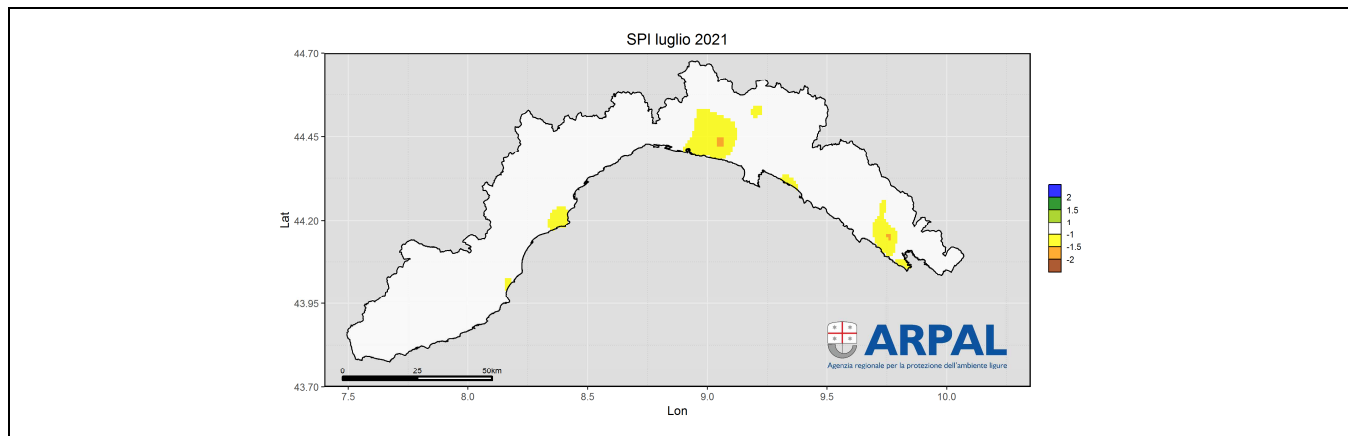 SPI luglio 2021
44.70
44.45
44.20
43.95
43.70
Lat
2
1.5
1
-1
-1.5
-2
ARPAL
Agenzia regionale per la protezione dell'ambiente ligure
0 25 50km
7.5 8.0 8.5 9.0 9.5 10.0
Lon